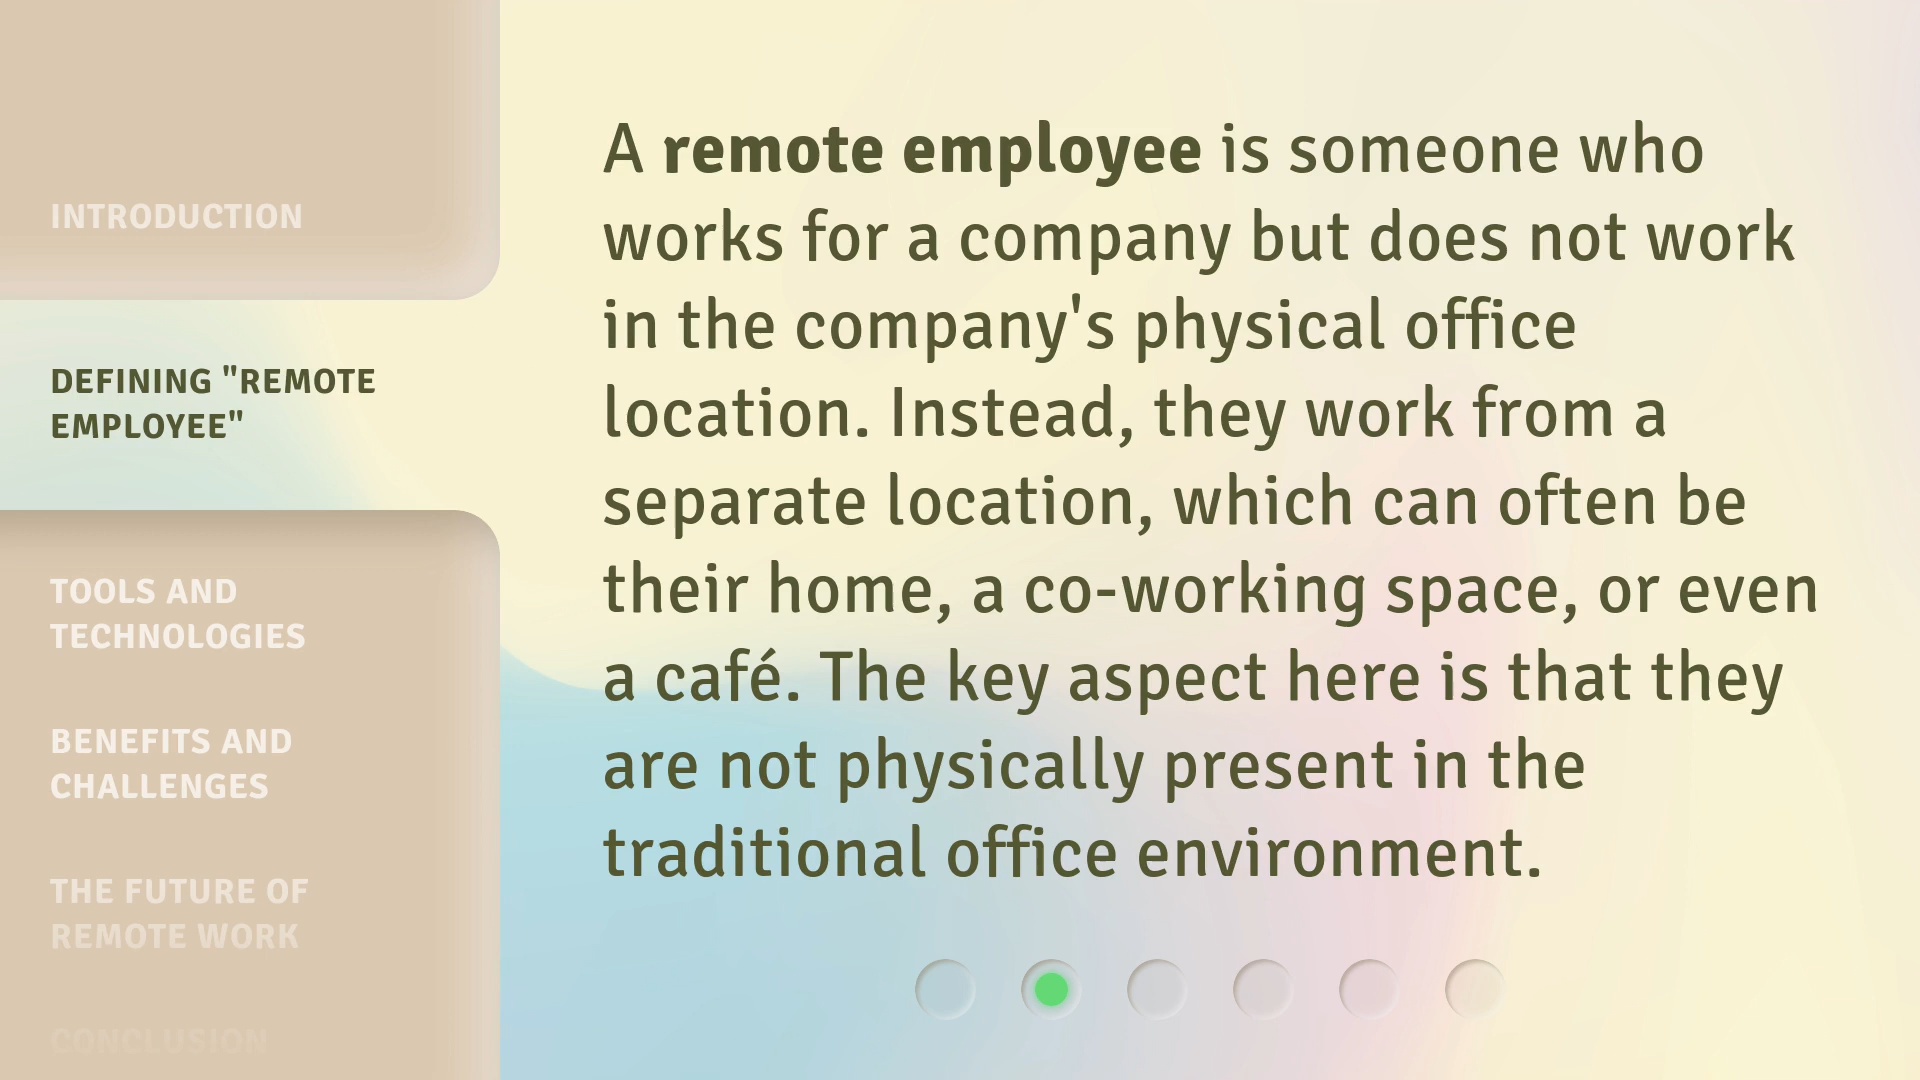 INTRODUCTION
DEFINING "REMOTE
EMPLOYEE"
TOOLS AND
TECHNOLOGIES
BENEFITS AND
CHALLENGES
THE FUTURE OF
REMOTE WORK
CONCLUSION
A remote employee is someone who
works for a company but does not work
in the company's physical office
location. Instead, they work from a
separate location, which can often be
their home, a co-working space, or even
a café. The key aspect here is that they
are not physically present in the
traditional office environment.